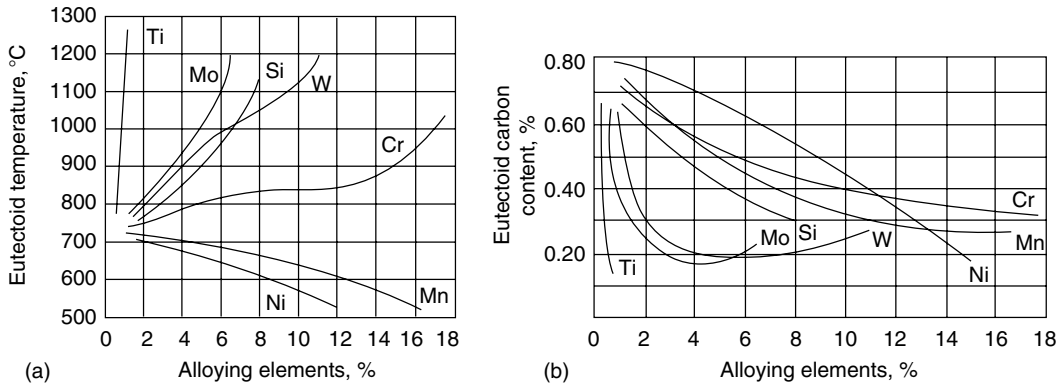 Eutectoid temperature, °C
1300
1200
1100
1000
900
800
700
600
500
Ti
Mo
Si
W
Cr
Ni
Mn
0 2 4 6 8 10 12 14 16 18
(a)
Alloying elements, %
Eutectoid carbon
content, %
0.80
0.60
0.40
0.20
Ti
Mo
Si
W
Cr
Mn
Ni
0 2 4 6 8 10 12 14 16 18
(b)
Alloying elements, %